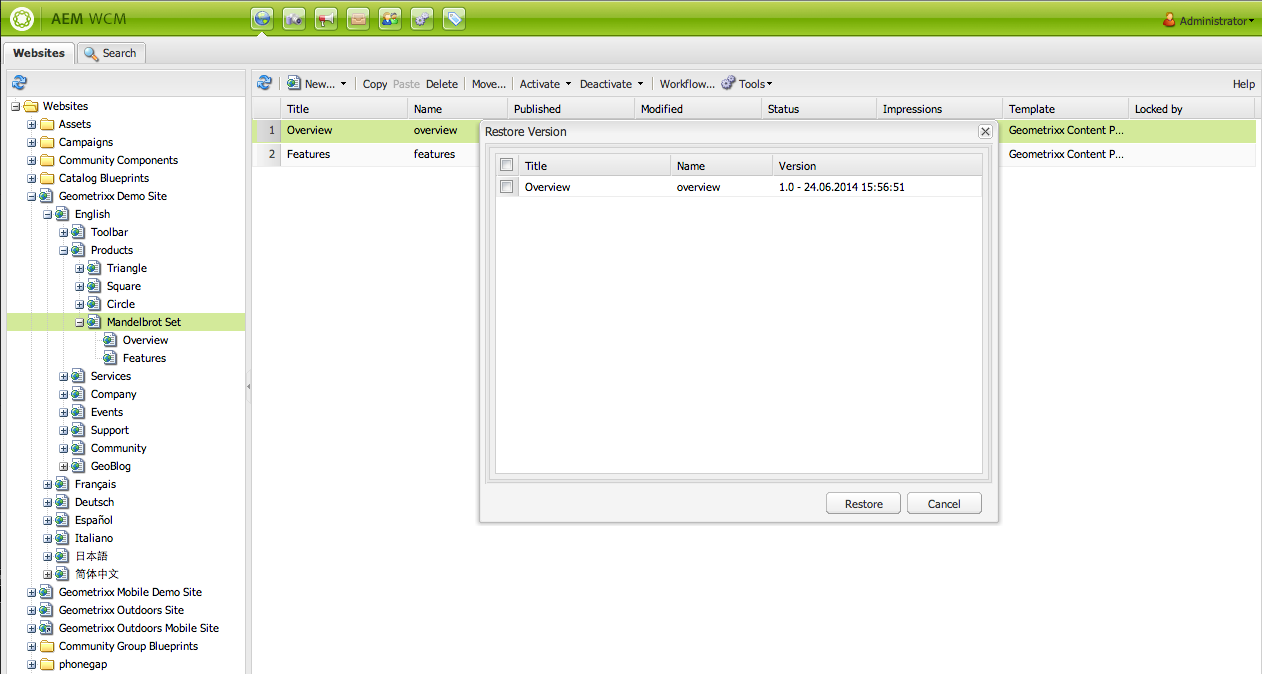 AEM WCM
Administrator
Websites
Search
New...
Copy Paste Delete Move... Activate Deactivate Workflow... Tools Help
Title Name Published Modified Status Impressions Template Locked by
1 Overview overview Geometrixx Content P...
2 Features features Geometrixx Content P...
Websites
Assets
Campaigns
Community Components
Catalog Blueprints
Geometrixx Demo Site
English
Toolbar
Products
Triangle
Square
Circle
Mandelbrot Set
Overview
Features
Services
Company
Events
Support
Community
GeoBlog
Français
Deutsch
Español
Italiano
日本語
简体中文
Geometrixx Mobile Demo Site
Geometrixx Outdoors Site
Geometrixx Outdoors Mobile Site
Community Group Blueprints
phonegap
Restore Version
Title Name Version
Overview overview 1.0 - 24.06.2014 15:56:51
Restore Cancel